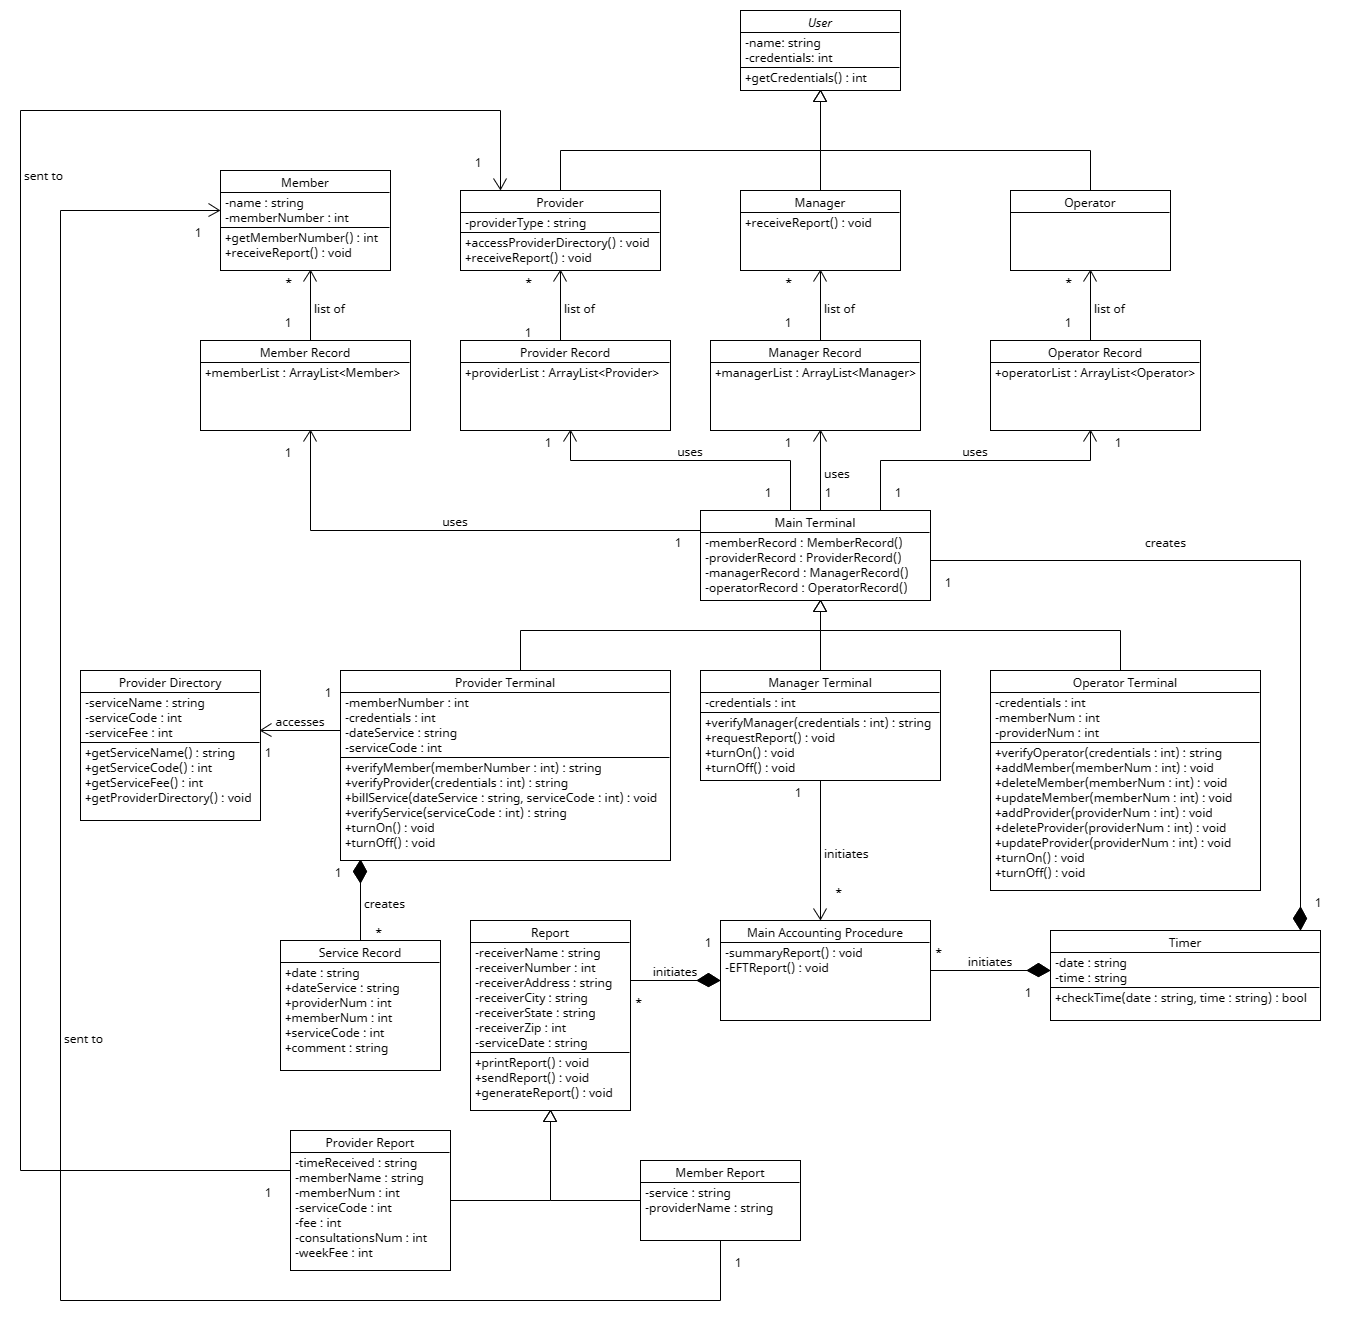 User
-name: string
-credentials: int
+getCredentials() : int
sent to
1
Member
-name : string
-memberNumber : int
+getMemberNumber() : int
+receiveReport() : void
1
Provider
-providerType : string
+accessProviderDirectory() : void
+receiveReport() : void
Manager
+receiveReport() : void
Operator
*
list of
1
*
list of
1
*
list of
1
*
list of
1
Member Record
+memberList : ArrayList<Member>
Provider Record
+providerList : ArrayList<Provider>
Manager Record
+managerList : ArrayList<Manager>
Operator Record
+operatorList : ArrayList<Operator>
1
1
1
1
uses
uses
uses
uses
1
1
1
1
Main Terminal
-memberRecord : MemberRecord()
-providerRecord : ProviderRecord()
-managerRecord : ManagerRecord()
-operatorRecord : OperatorRecord()
creates
1
Provider Directory
-serviceName : string
-serviceCode : int
-serviceFee : int
+getServiceName() : string
+getServiceCode() : int
+getServiceFee() : int
+getProviderDirectory() : void
1
accesses
1
Provider Terminal
-memberNumber : int
-credentials : int
-dateService : string
-serviceCode : int
+verifyMember(memberNumber : int) : string
+verifyProvider(credentials : int) : string
+billService(dateService : string, serviceCode : int) : void
+verifyService(serviceCode : int) : string
+turnOn() : void
+turnOff() : void
Manager Terminal
-credentials : int
+verifyManager(credentials : int) : string
+requestReport() : void
+turnOn() : void
+turnOff() : void
Operator Terminal
-credentials : int
-memberNum : int
-providerNum : int
+verifyOperator(credentials : int) : string
+addMember(memberNum : int) : void
+deleteMember(memberNum : int) : void
+updateMember(memberNum : int) : void
+addProvider(providerNum : int) : void
+deleteProvider(providerNum : int) : void
+updateProvider(providerNum : int) : void
+turnOn() : void
+turnOff() : void
1
initiates
*
1
creates
*
1
Service Record
+date : string
+dateService : string
+providerNum : int
+memberNum : int
+serviceCode : int
+comment : string
Report
-receiverName : string
-receiverNumber : int
-receiverAddress : string
-receiverCity : string
-receiverState : string
-receiverZip : int
-serviceDate : string
+printReport() : void
+sendReport() : void
+generateReport() : void
1
initiates
*
Main Accounting Procedure
-summaryReport() : void
-EFTReport() : void
*
initiates
1
Timer
-date : string
-time : string
+checkTime(date : string, time : string) : bool
sent to
Provider Report
-timeReceived : string
-memberName : string
-memberNum : int
-serviceCode : int
-fee : int
-consultationsNum : int
-weekFee : int
1
Member Report
-service : string
-providerName : string
1